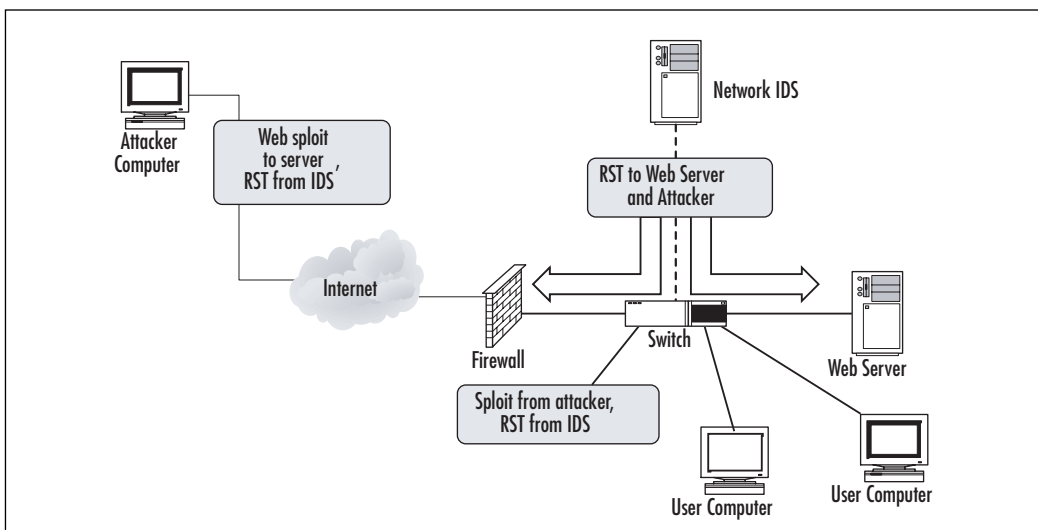 Attacker
Computer
Web sploit
to server ,
RST from IDS
Network IDS
RST to Web Server
and Attacker
Internet
Firewall
Switch
Web Server
Sploit from attacker,
RST from IDS
User Computer
User Computer